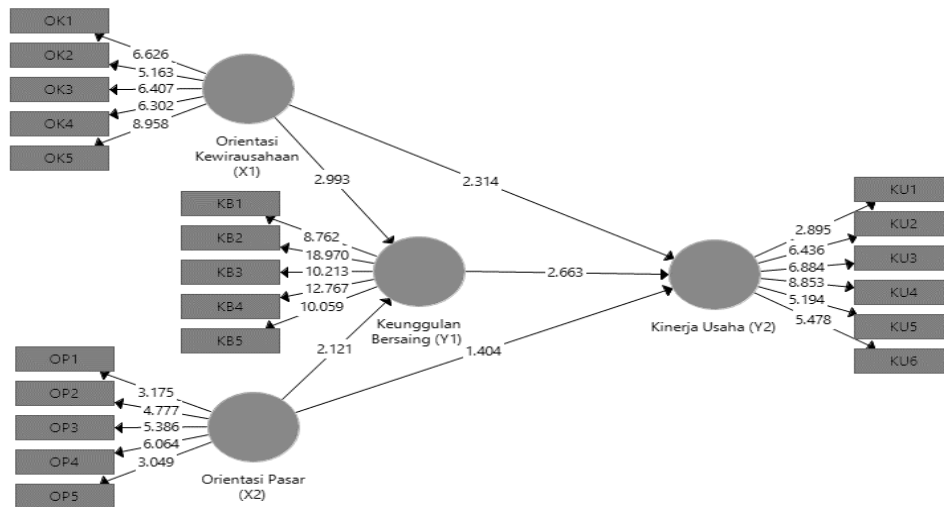 OK1
OK2
OK3
OK4
OK5
6.626
5.163
6.407
6.302
8.958
Orientasi
Kewirausahaan
(X1)
2.993
2.314
KB1
KB2
KB3
KB4
KB5
8.762
18.970
10.213
12.767
10.059
Keunggulan
Bersaing (Y1)
2.663
2.121
1.404
Kinerja Usaha (Y2)
2.895
6.436
6.884
8.853
5.194
5.478
KU1
KU2
KU3
KU4
KU5
KU6
OP1
OP2
OP3
OP4
OP5
3.175
4.777
5.386
6.064
3.049
Orientasi Pasar
(X2)